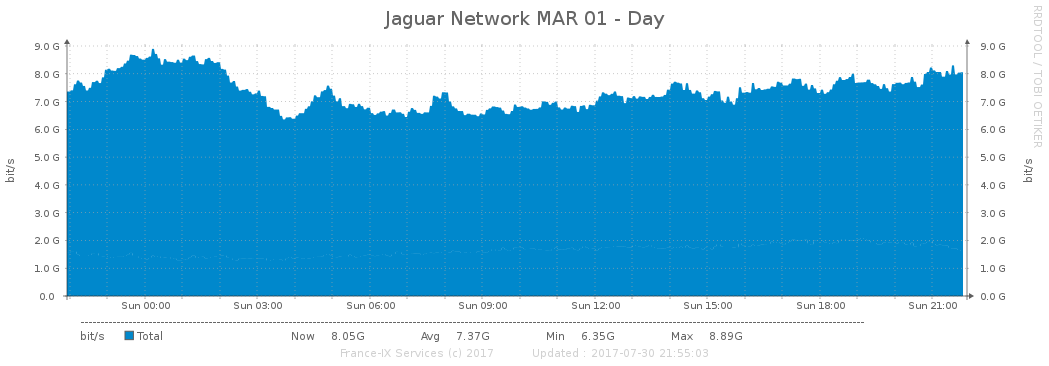 Jaguar Network MAR 01 - Day
RRDTOOL / TOBI OETIKER
bit/s
9.0 G
8.0 G
7.0 G
6.0 G
5.0 G
4.0 G
3.0 G
2.0 G
1.0 G
0.0
9.0 G
8.0 G
7.0 G
6.0 G
5.0 G
4.0 G
3.0 G
2.0 G
1.0 G
0.0 G
bit/s
Sun 00:00 Sun 03:00 Sun 06:00 Sun 09:00 Sun 12:00 Sun 15:00 Sun 18:00 Sun 21:00
bit/s Total Now 8.05G Avg 7.37G Min 6.35G Max 8.89G
France-IX Services (c) 2017 Updated : 2017-07-30 21:55:03